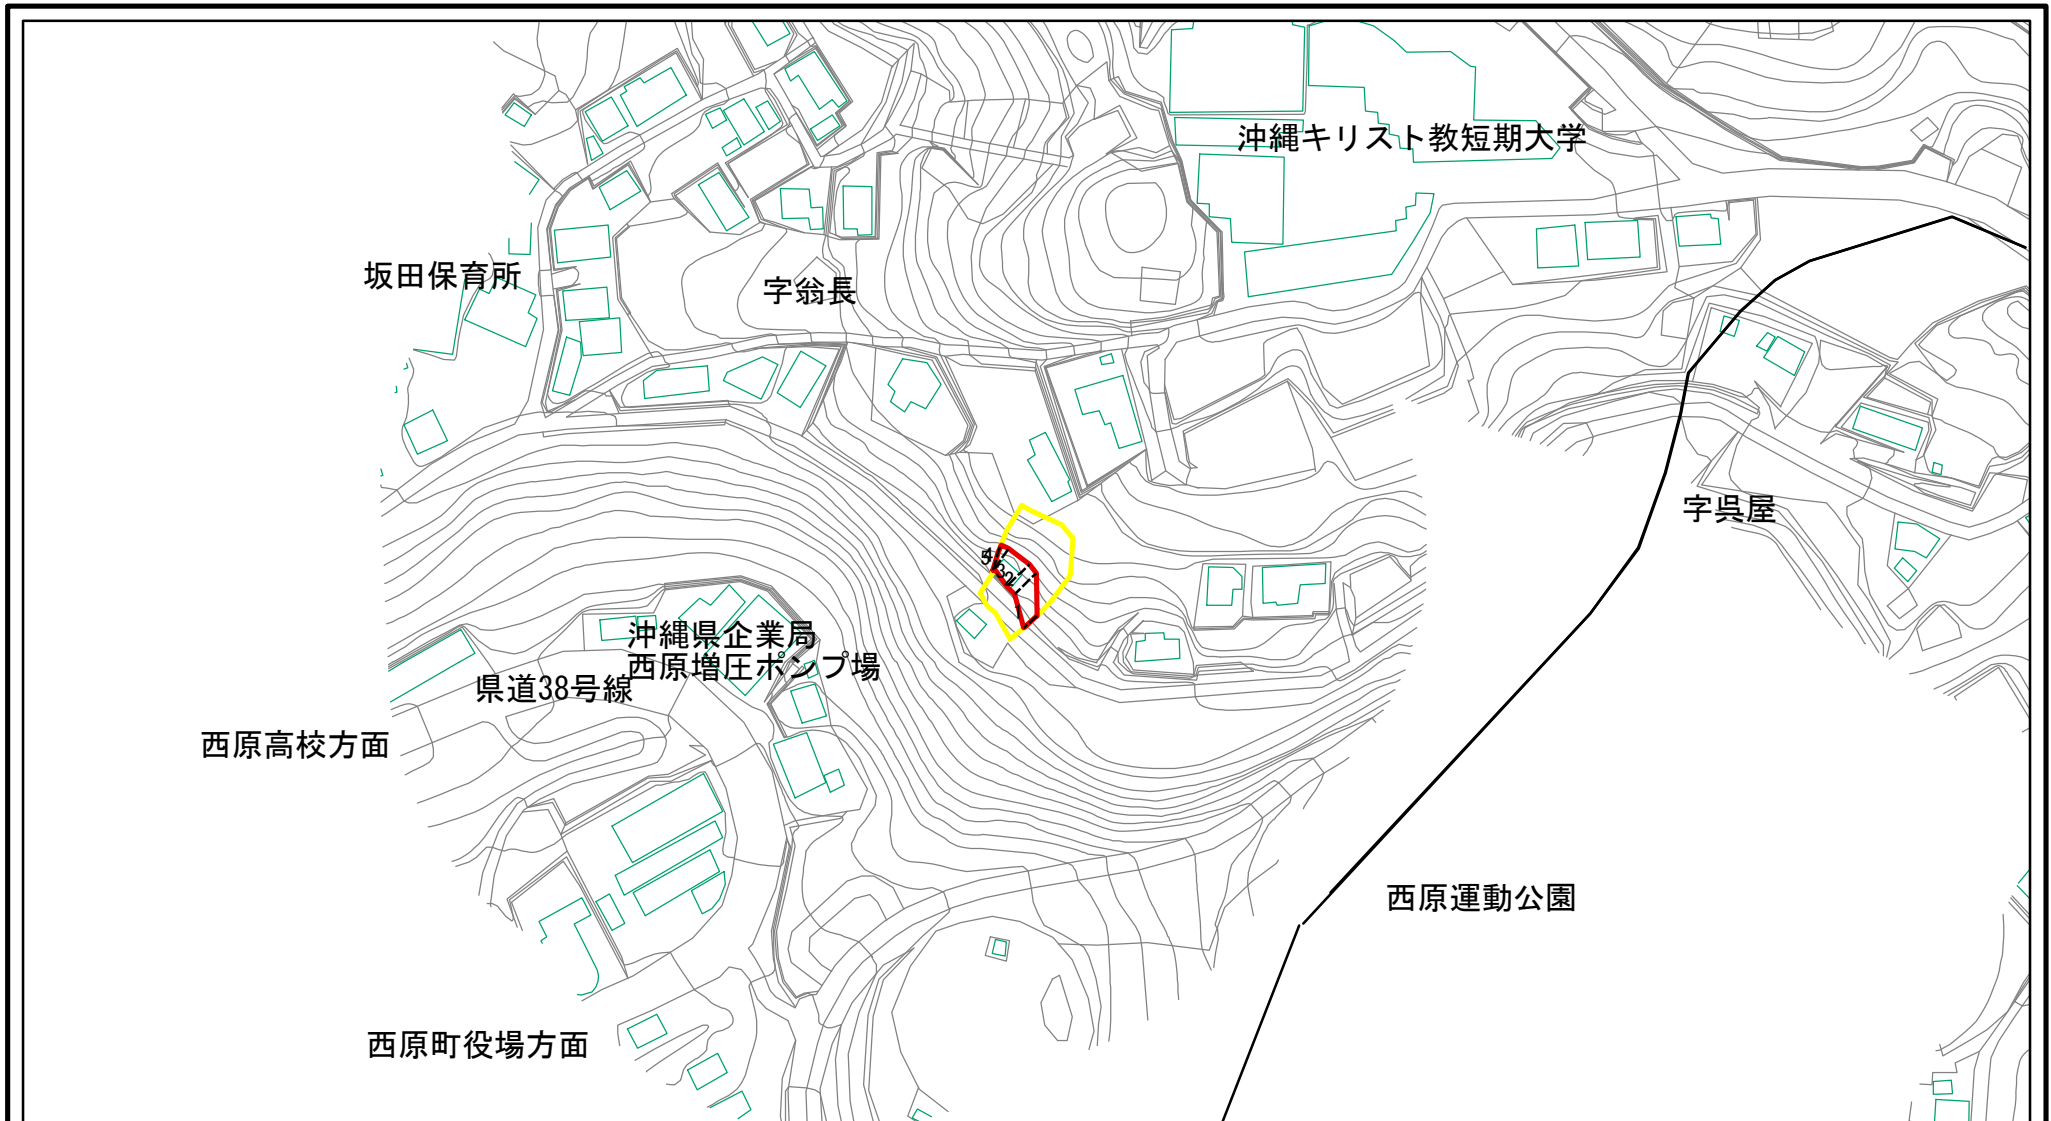 沖縄キリスト教短期大学
坂田保育所
字翁長
字呉屋
沖縄県企業局
西原増圧ポンプ場
県道38号線
西原高校方面
西原運動公園
西原町役場方面